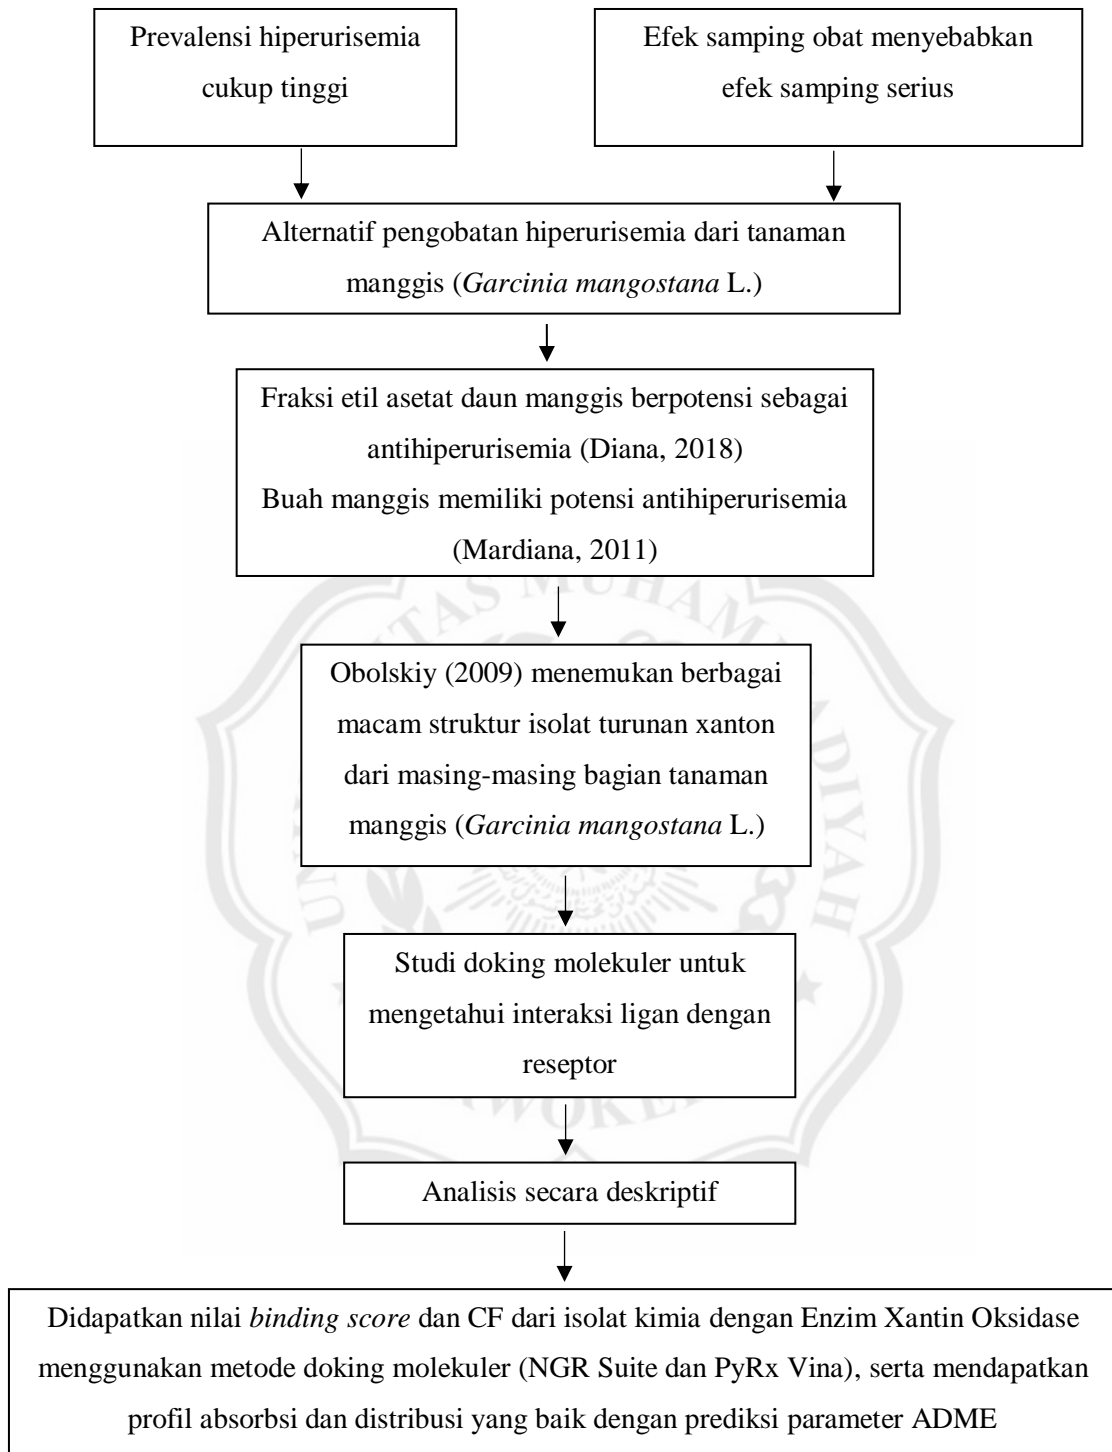 Prevalensi hiperurisemia
cukup tinggi
Efek samping obat menyebabkan
efek samping serius
Alternatif pengobatan hiperurisemia dari tanaman
manggis (Garcinia mangostana L.)
Fraksi etil asetat daun manggis berpotensi sebagai
antihiperurisemia (Diana, 2018)
Buah manggis memiliki potensi antihiperurisemia
(Mardiana, 2011)
Obolskiy (2009) menemukan berbagai
macam struktur isolat turunan xanton
dari masing-masing bagian tanaman
manggis (Garcinia mangostana L.)
Studi doking molekuler untuk
mengetahui interaksi ligan dengan
reseptor
Analisis secara deskriptif
Didapatkan nilai binding score dan CF dari isolat kimia dengan Enzim Xantin Oksidase
menggunakan metode doking molekuler (NGR Suite dan PyRx Vina), serta mendapatkan
profil absorbsi dan distribusi yang baik dengan prediksi parameter ADME